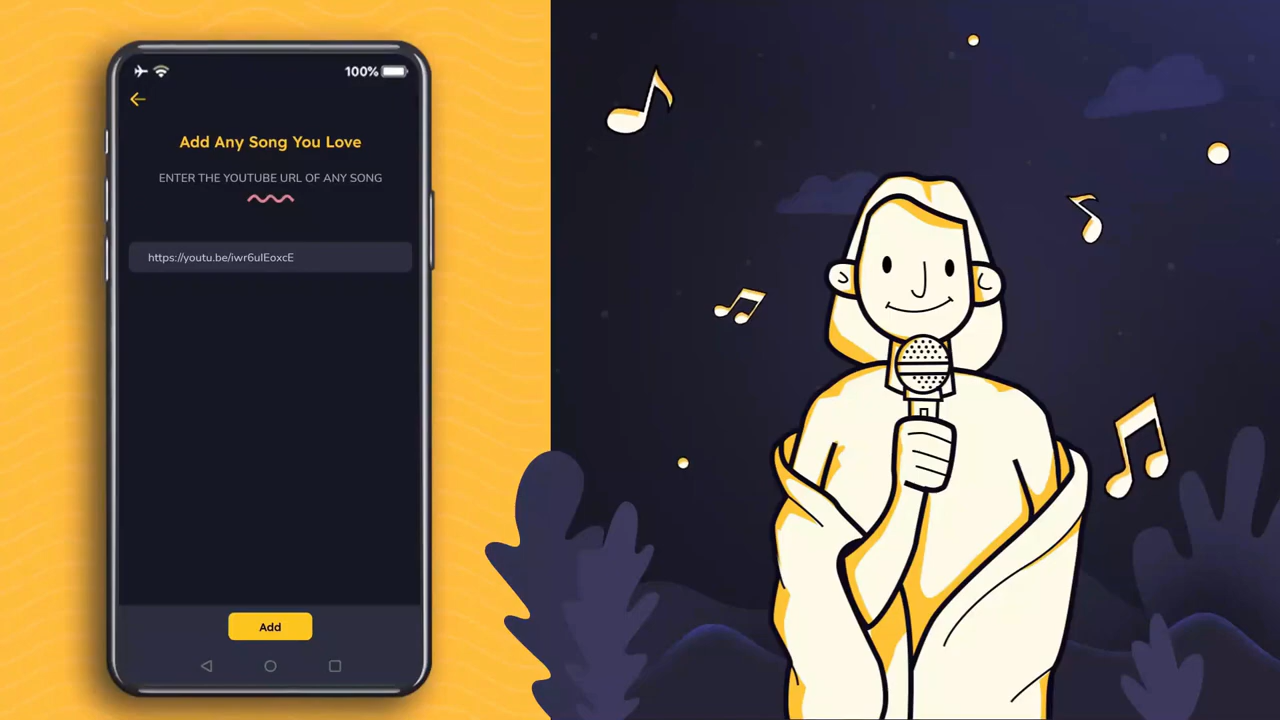 100%
Add Any Song You Love
ENTER THE YOUTUBE URL OF ANY SONG
https://youtu.be/iwr6ulEoxcE
Add